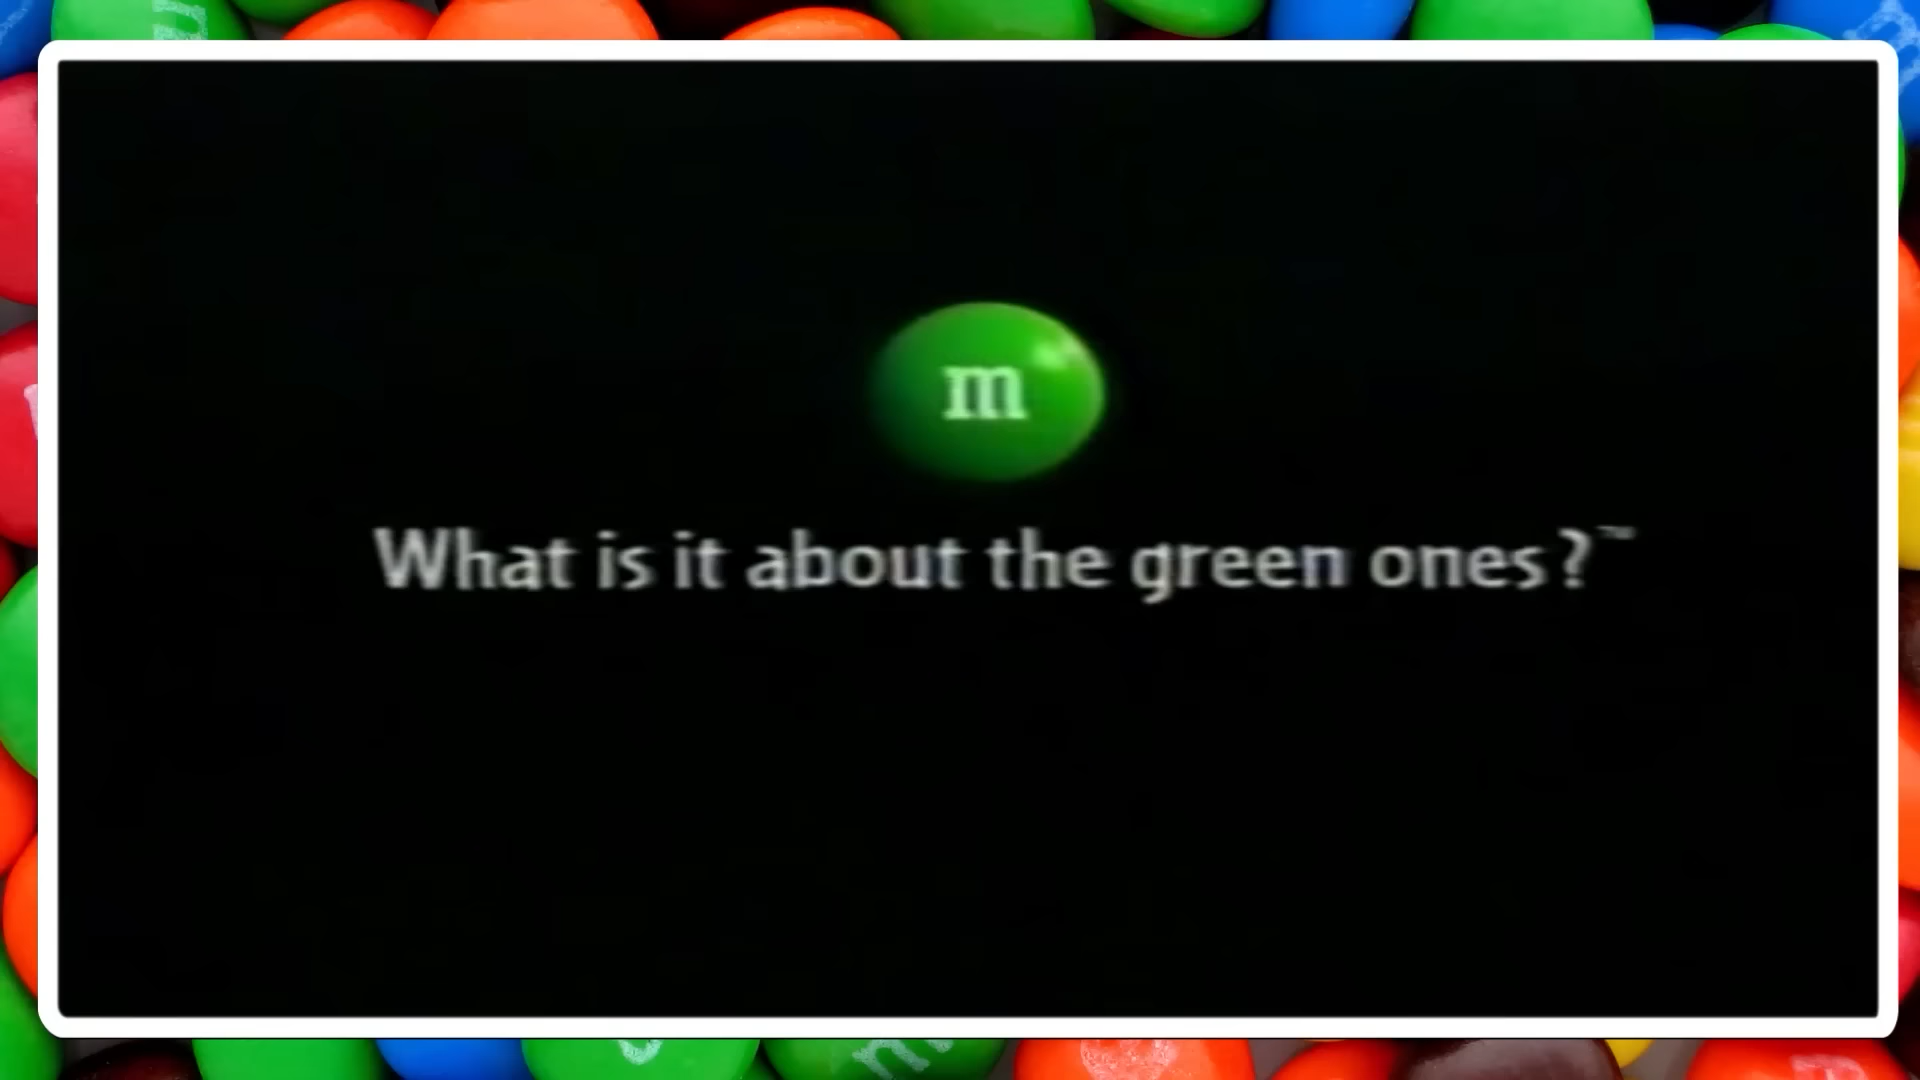 m
What is it about the green ones?™